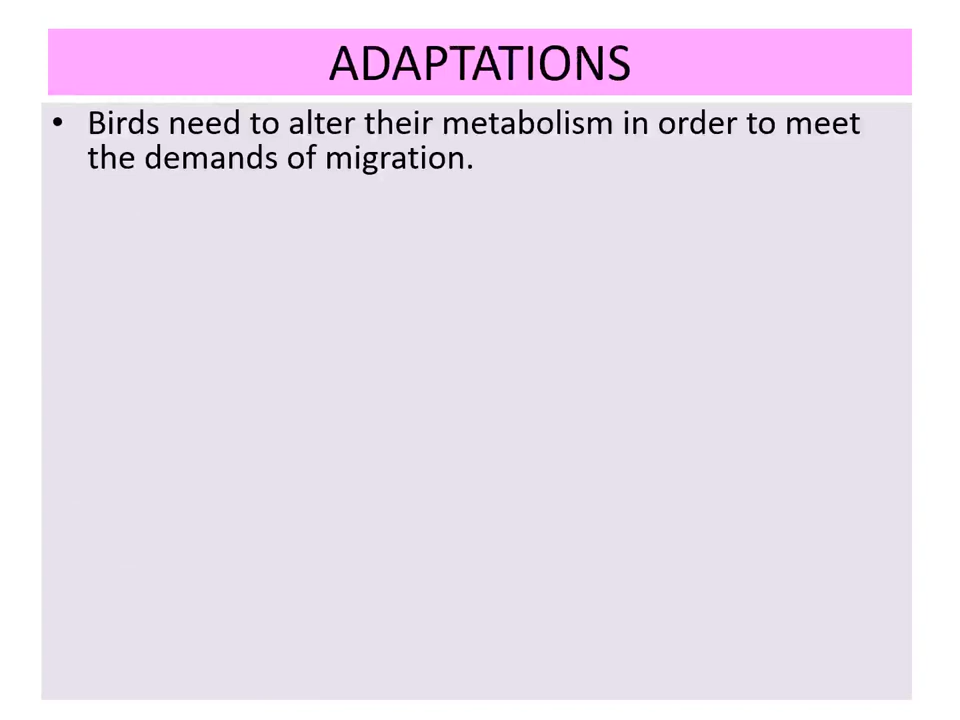 ADAPTATIONS
• Birds need to alter their metabolism in order to meet
the demands of migration.